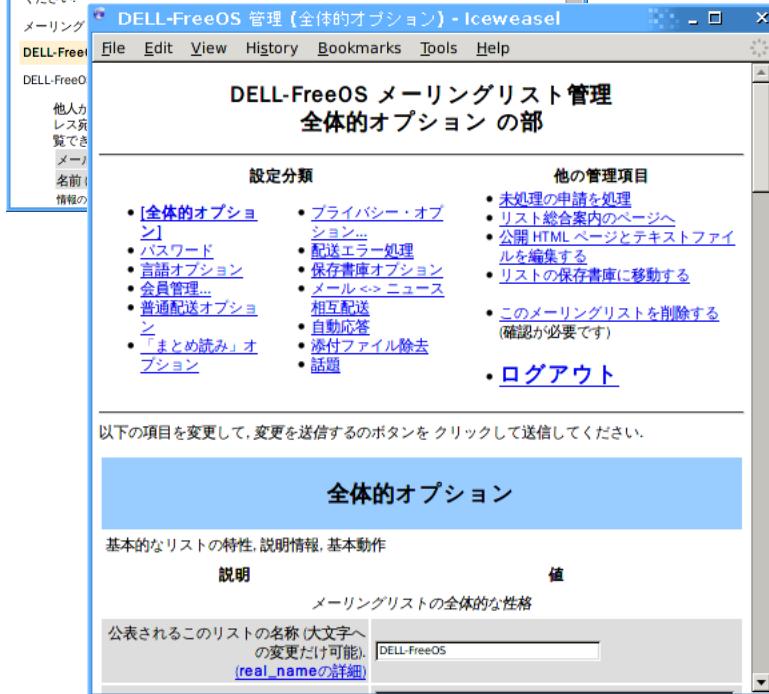 ください.
メーリング
DELL-Free
DELL-FreeO
他人か
レス宛
覧でき
メール
名前 (
情報の
DELL-FreeOS 管理 (全体的オプション) - Iceweasel
File Edit View History Bookmarks Tools Help
DELL-FreeOS メーリングリスト管理
全体的オプション の部
設定分類
• [全体的オプショ
ン]
• パスワード
• 言語オプション
• 会員管理...
• 普通配送オプショ
ン
• 「まとめ読み」オ
プション
• プライバシー・オプ
ション...
• 配送エラー処理
• 保存書庫オプション
• メール <-> ニュース
相互配送
• 自動応答
• 添付ファイル除去
• 話題
他の管理項目
• 未処理の申請を処理
• リスト総合案内のページへ
• 公開 HTML ページとテキストファイ
ルを編集する
• リストの保存書庫に移動する
• このメーリングリストを削除する
(確認が必要です)
• ログアウト
以下の項目を変更して, 変更を送信するのボタンを クリックして送信してください.
全体的オプション
基本的なリストの特性, 説明情報, 基本動作
説明 値
メーリングリストの全体的な性格
公表されるこのリストの名称 (大文字へ
の変更だけ可能).
(real_nameの詳細)
DELL-FreeOS